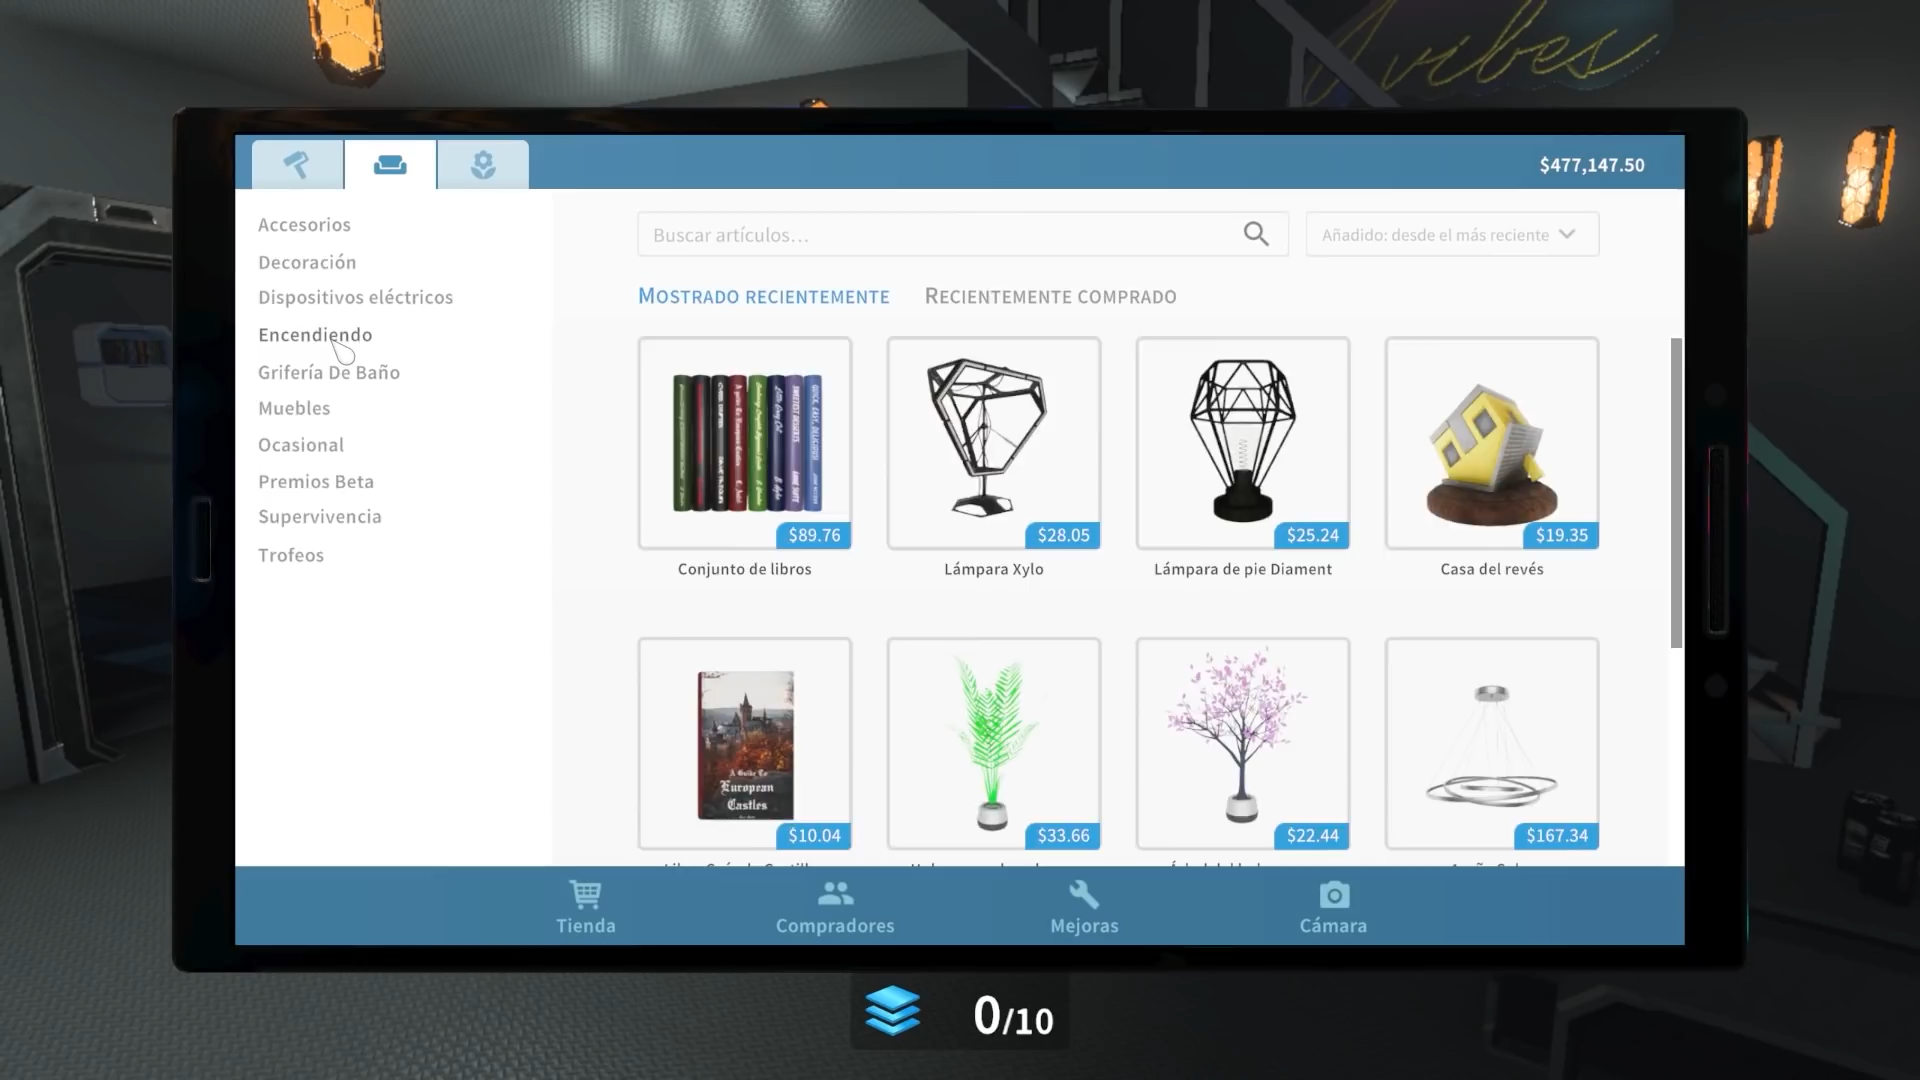 vibes
$477,147.50
Accesorios
Decoración
Dispositivos eléctricos
Encendiendo
Grifería De Baño
Muebles
Ocasional
Premios Beta
Supervivencia
Trofeos
Buscar artículos...
Añadido: desde el más reciente
MOSTRADO RECIENTEMENTE
RECIENTEMENTE COMPRADO
$89.76
$28.05
$25.24
$19.35
Conjunto de libros
Lámpara Xylo
Lámpara de pie Diament
Casa del revés
A Guide To
European
Castles
$10.04
$33.66
$22.44
$167.34
Tienda
Compradores
Mejoras
Cámara
0/10